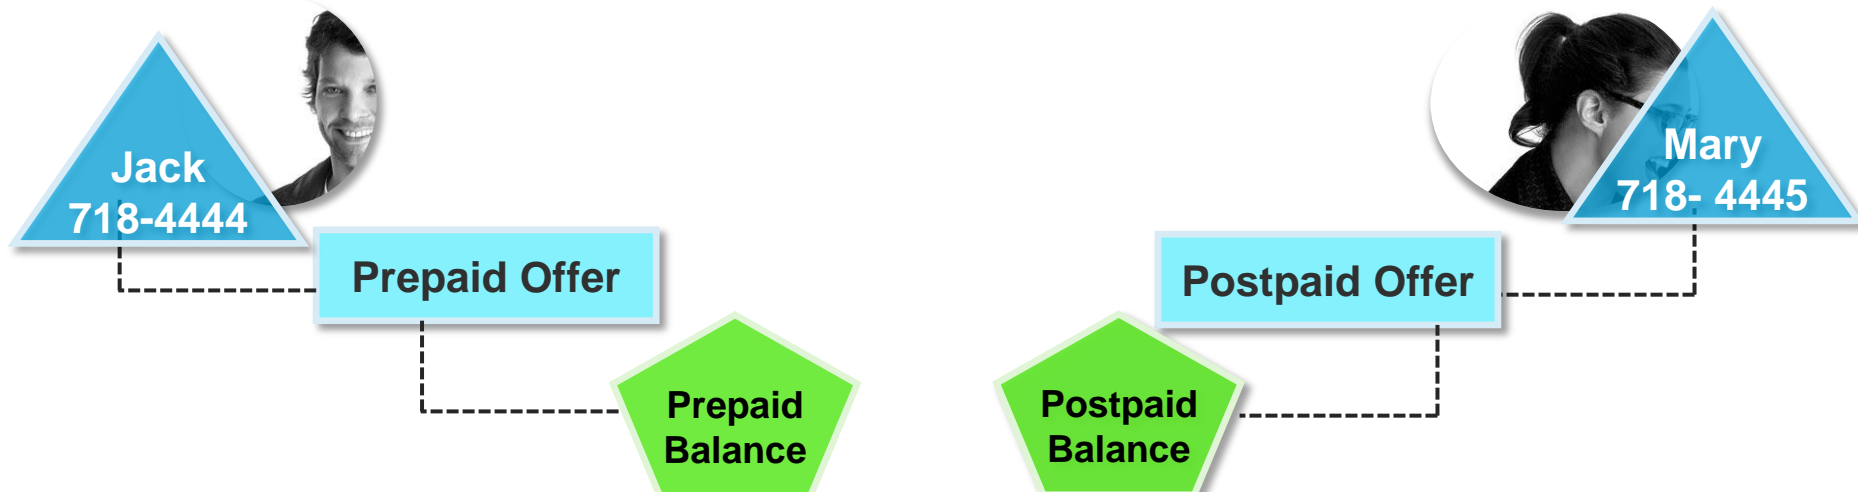 Jack
718-4444
Prepaid Offer
Prepaid
Balance
Mary
718- 4445
Postpaid Offer
Postpaid
Balance